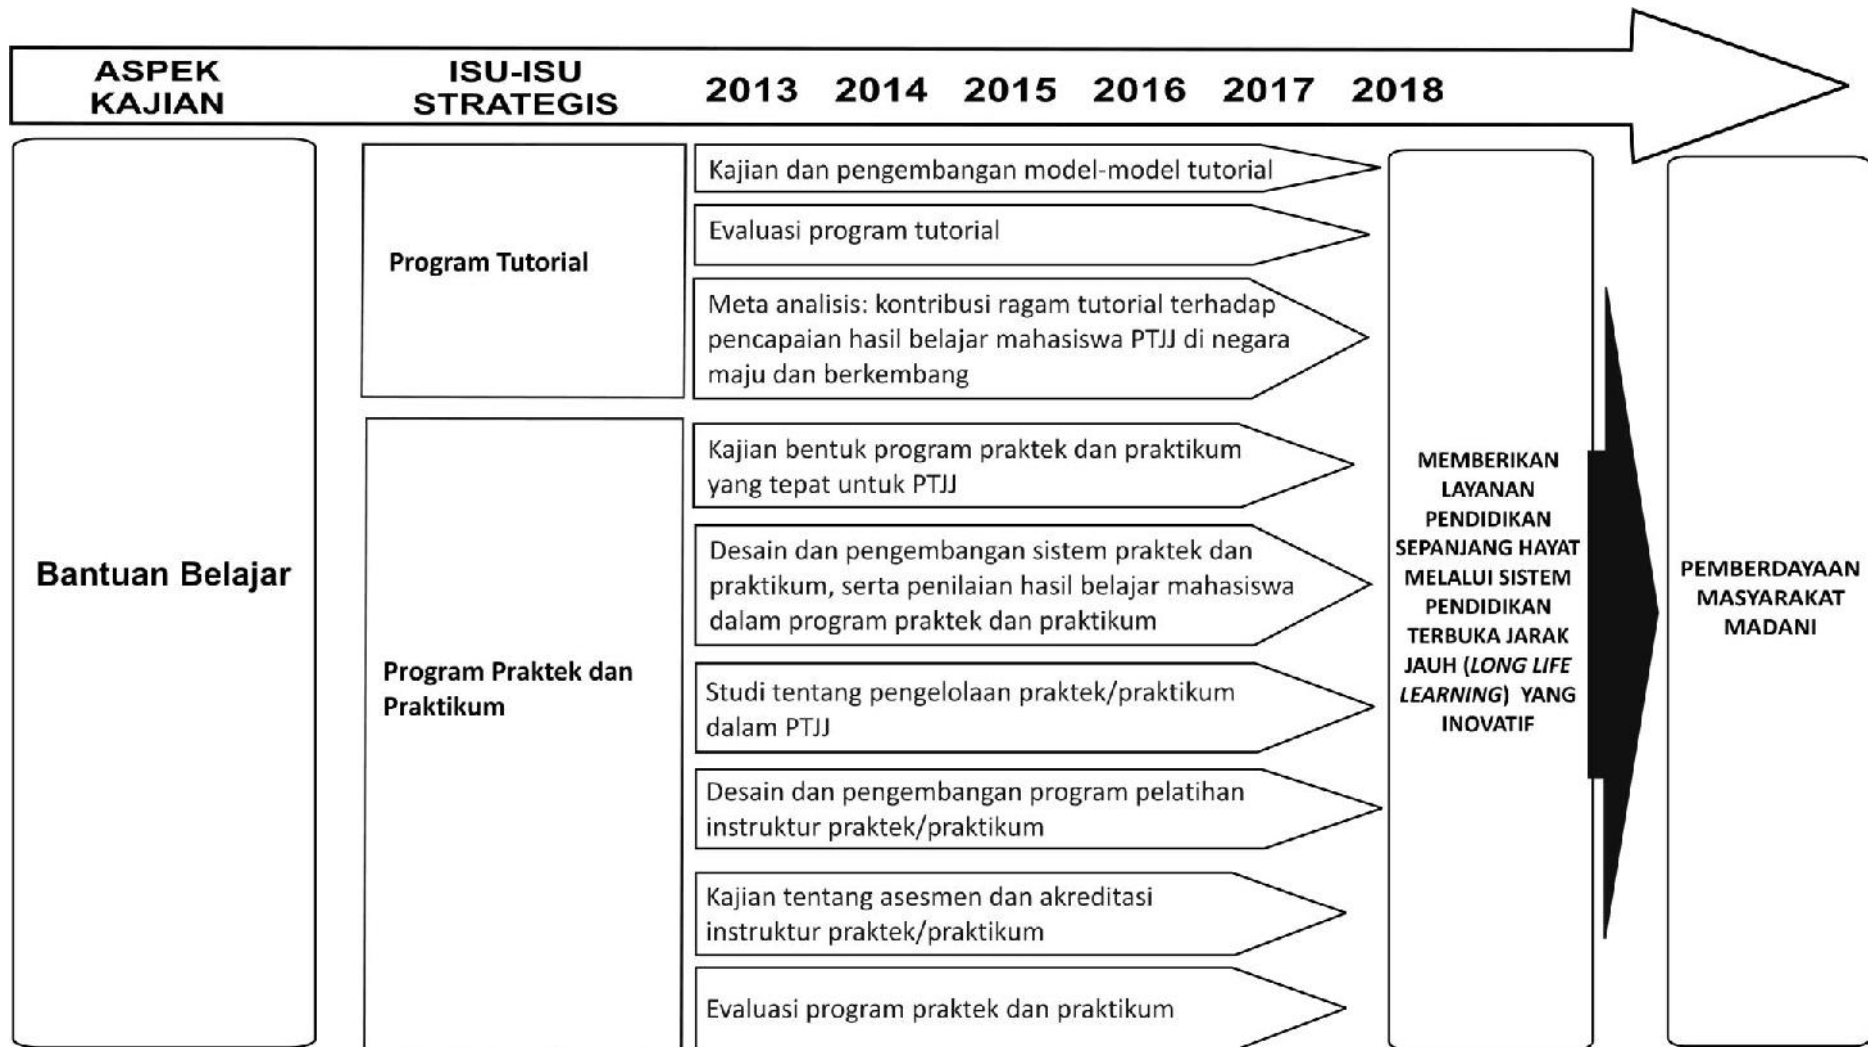 ASPEK
KAJIAN
ISU-ISU
STRATEGIS
2013 2014 2015 2016 2017 2018
Bantuan Belajar
Program Tutorial
Kajian dan pengembangan model-model tutorial
Evaluasi program tutorial
Meta analisis: kontribusi ragam tutorial terhadap
pencapaian hasil belajar mahasiswa PTJJ di negara
maju dan berkembang
Program Praktek dan
Praktikum
Kajian bentuk program praktek dan praktikum
yang tepat untuk PTJJ
Desain dan pengembangan sistem praktek dan
praktikum, serta penilaian hasil belajar mahasiswa
dalam program praktek dan praktikum
Studi tentang pengelolaan praktek/praktikum
dalam PTJJ
Desain dan pengembangan program pelatihan
instruktur praktek/praktikum
Kajian tentang asesmen dan akreditasi
instruktur praktek/praktikum
Evaluasi program praktek dan praktikum
MEMBERIKAN
LAYANAN
PENDIDIKAN
SEPANJANG HAYAT
MELALUI SISTEM
PENDIDIKAN
TERBUKA JARAK
JAUH (LONG LIFE
LEARNING) YANG
INOVATIF
PEMBERDAYAAN
MASYARAKAT
MADANI